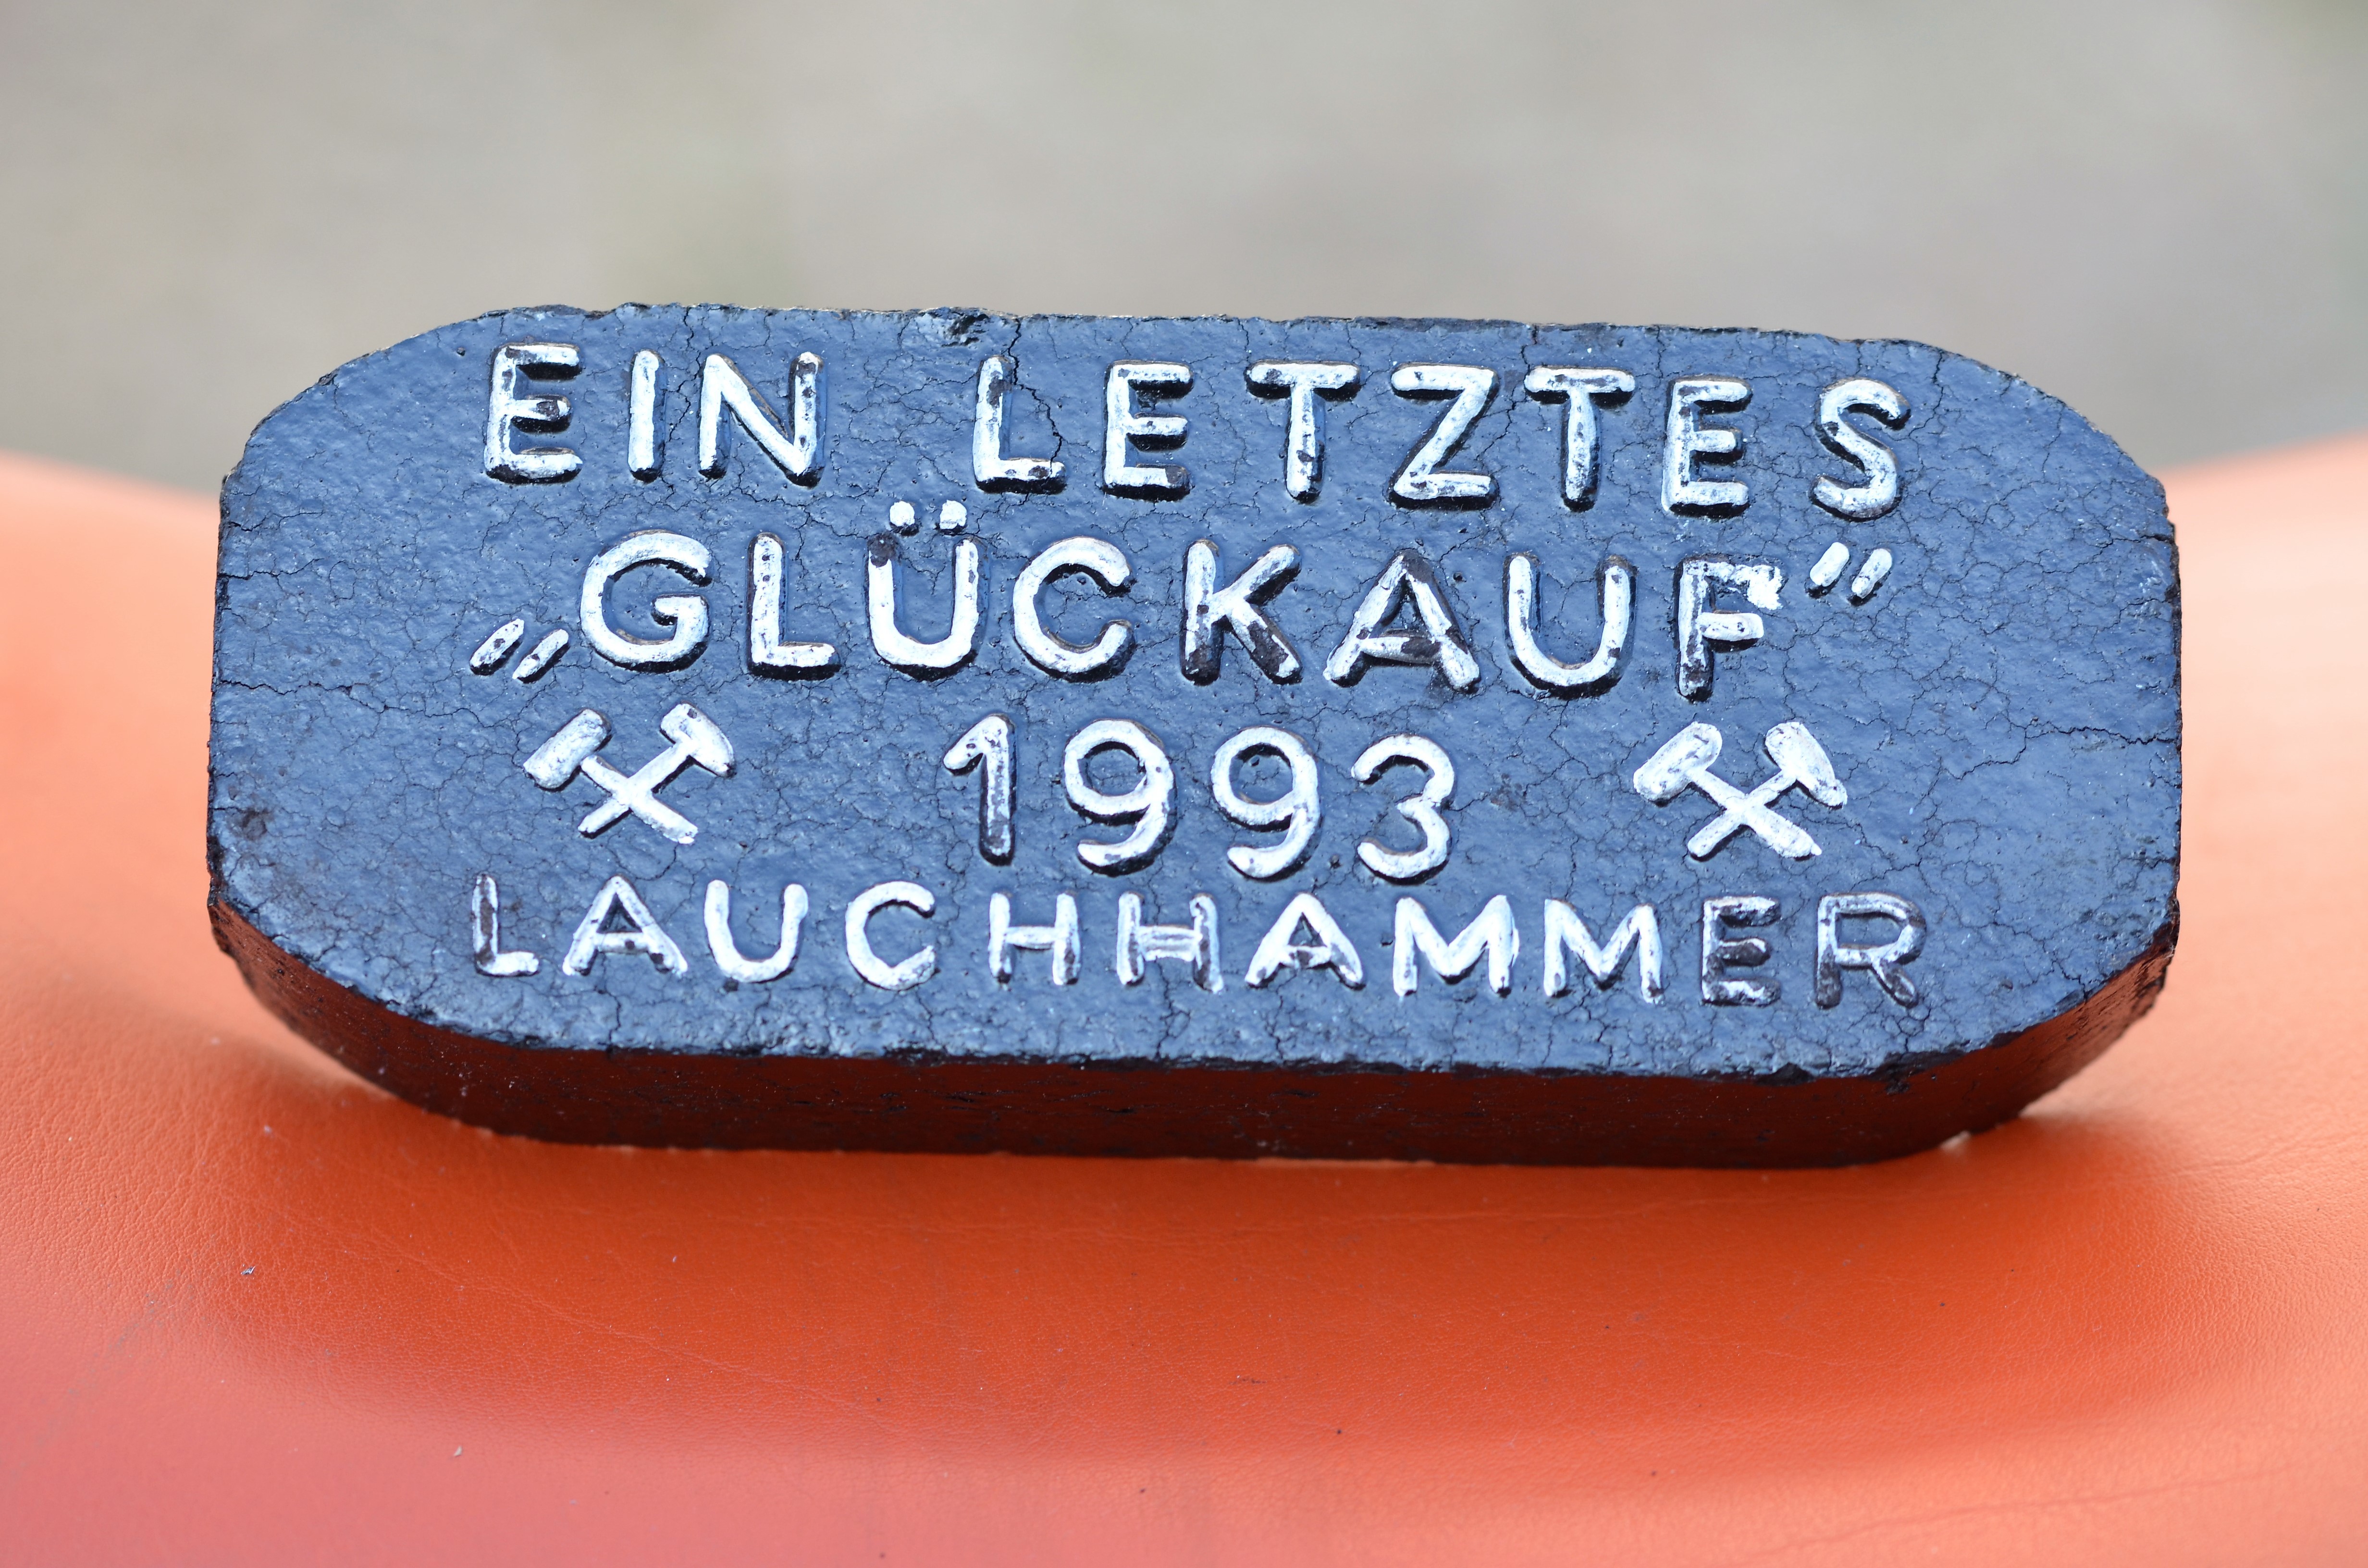 EIN LETZTES
„GLÜCKAUF”
1993
LAUCHHAMMER